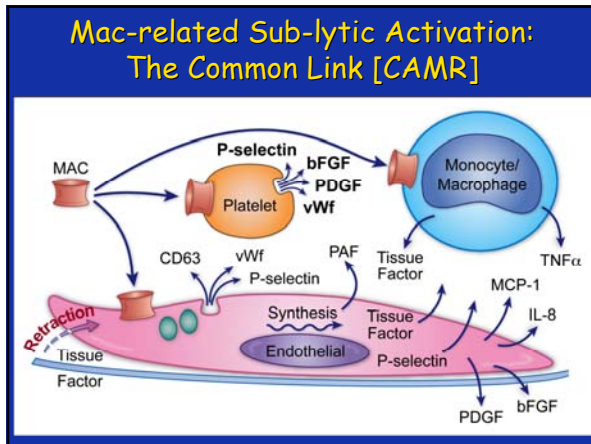 Mac-related Sub-lytic Activation:
The Common Link [CAMR]
MAC
P-selectin
bFGF
PDGF
vWf
Platelet
Monocyte/
Macrophage
Tissue
Factor
TNFα
CD63
vWf
P-selectin
PAF
MCP-1
IL-8
Synthesis
Tissue
Factor
Endothelial
P-selectin
Retraction
Tissue
Factor
PDGF
bFGF